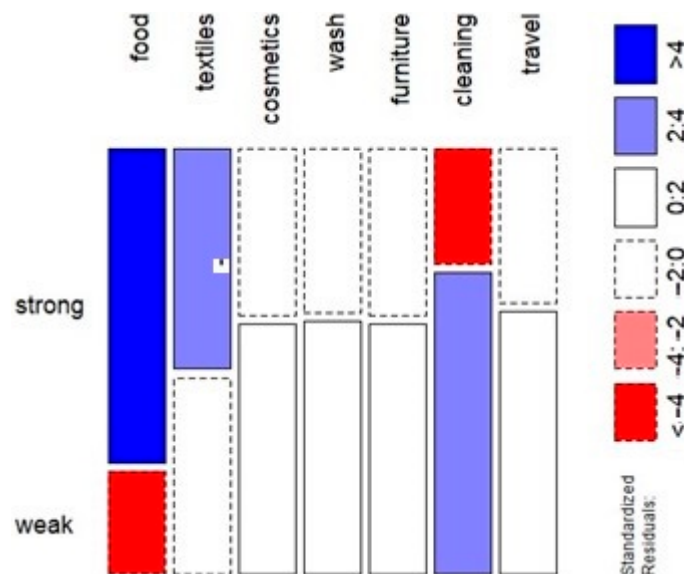 food
textiles
cosmetics
wash
furniture
cleaning
travel
strong
weak
>4
2:4
0:2
−2:0
−4:−2
<−4
Standardized
Residuals: